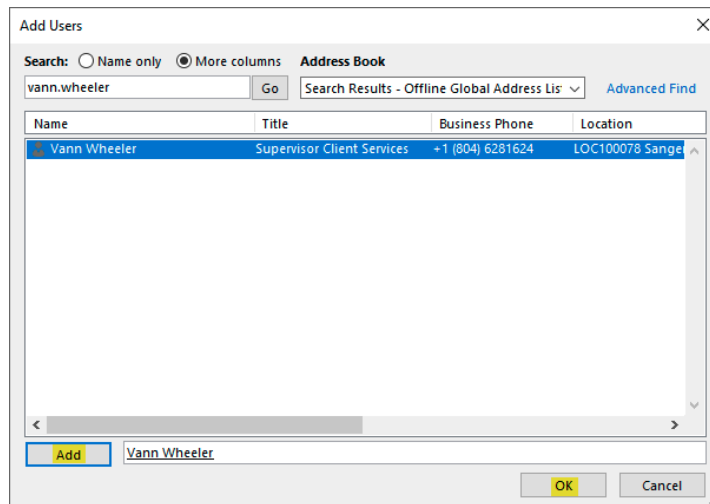 Add Users
Search: Name only More columns Address Book
vann.wheeler Go Search Results - Offline Global Address Lis Advanced Find
Name Title Business Phone Location
Vann Wheeler Supervisor Client Services +1 (804) 6281624 LOC100078 Sanger
Add Vann Wheeler
OK Cancel